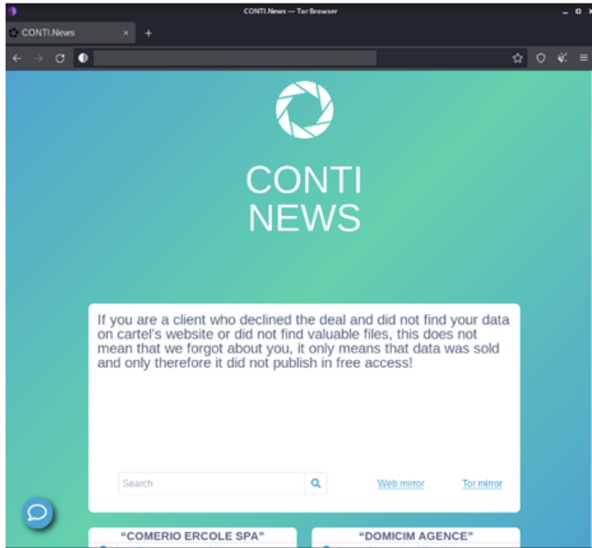 CONTI.News — Tor Browser
CONTI.News
CONTI
NEWS
If you are a client who declined the deal and did not find your data
on cartel's website or did not find valuable files, this does not
mean that we forgot about you, it only means that data was sold
and only therefore it did not publish in free access!
Search
Web mirror
Tor mirror
“COMERIO ERCOLE SPA”
“DOMICIM AGENCE”